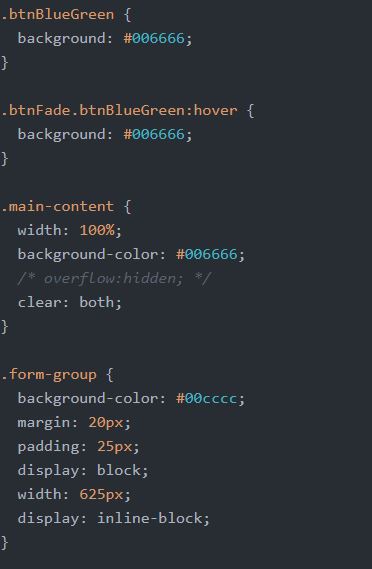 .btnBlueGreen {
  background: #006666;
}

.btnFade.btnBlueGreen:hover {
  background: #006666;
}

.main-content {
  width: 100%;
  background-color: #006666;
  /* overflow:hidden; */
  clear: both;
}

.form-group {
  background-color: #00cccc;
  margin: 20px;
  padding: 25px;
  display: block;
  width: 625px;
  display: inline-block;
}